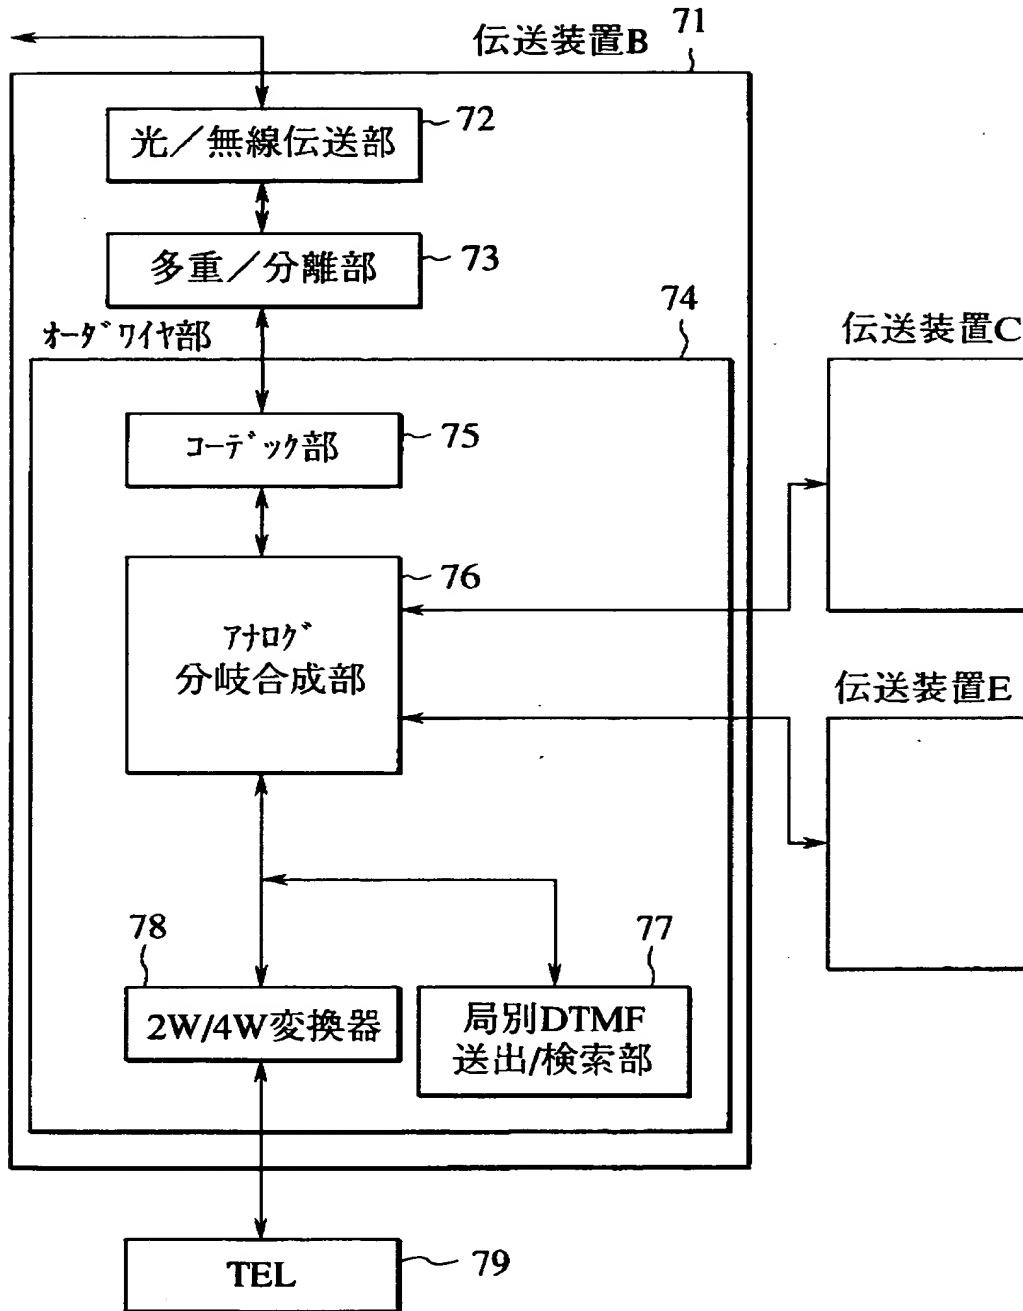 伝送装置B
71
光／無線伝送部
72
多重／分離部
73
ｵｰﾀﾞﾜｲﾔ部
74
伝送装置C
ｺｰﾃﾞｯｸ部
75
76
ｱﾅﾛｸﾞ
分岐合成部
伝送装置E
78
77
2W/4W変換器
局別DTMF
送出/検索部
TEL
79